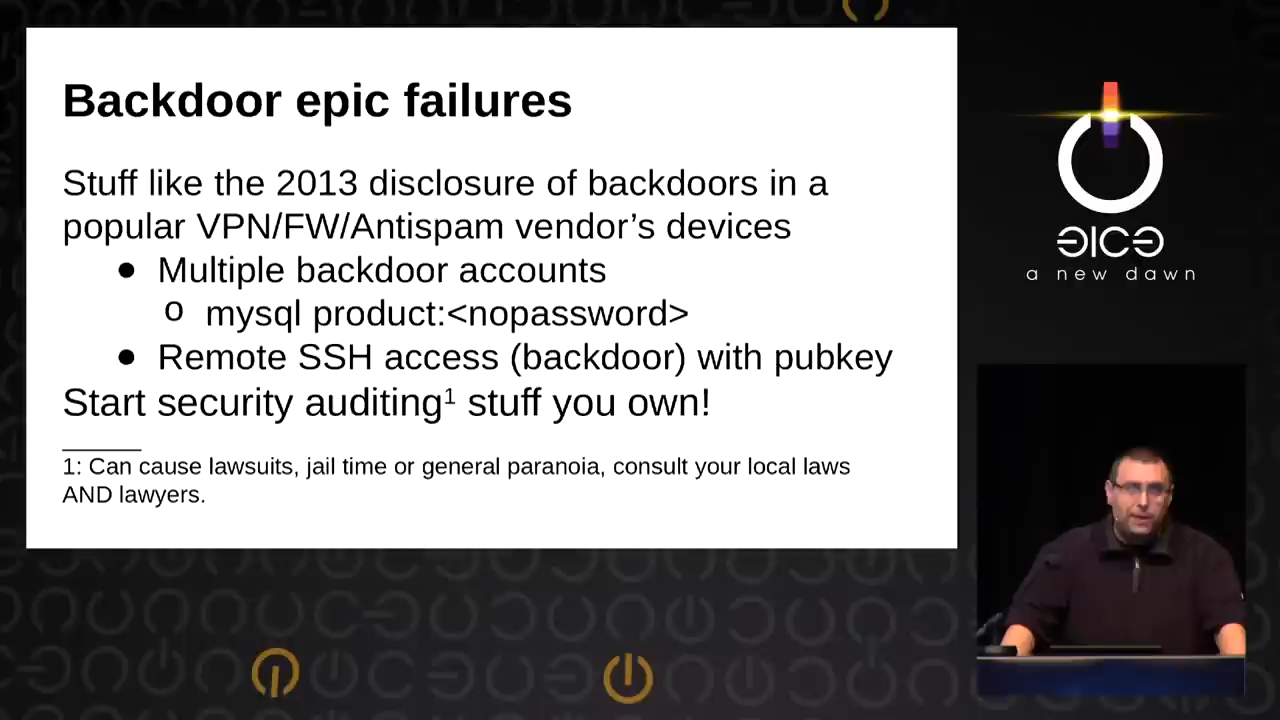 Backdoor epic failures
Stuff like the 2013 disclosure of backdoors in a
popular VPN/FW/Antispam vendor’s devices
● Multiple backdoor accounts
o mysql product:<nopassword>
● Remote SSH access (backdoor) with pubkey
Start security auditing¹ stuff you own!
1: Can cause lawsuits, jail time or general paranoia, consult your local laws
AND lawyers.
a new dawn